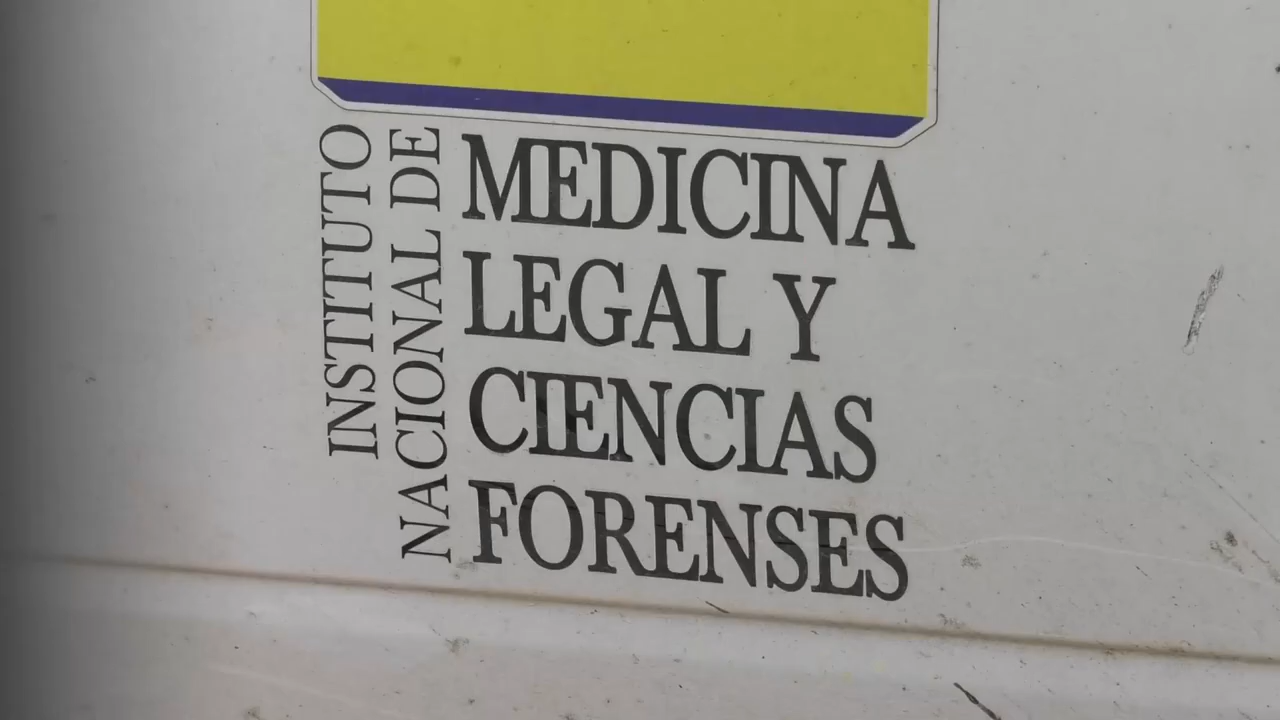 INSTITUTO
NACIONAL DE
MEDICINA
LEGAL Y
CIENCIAS
FORENSES